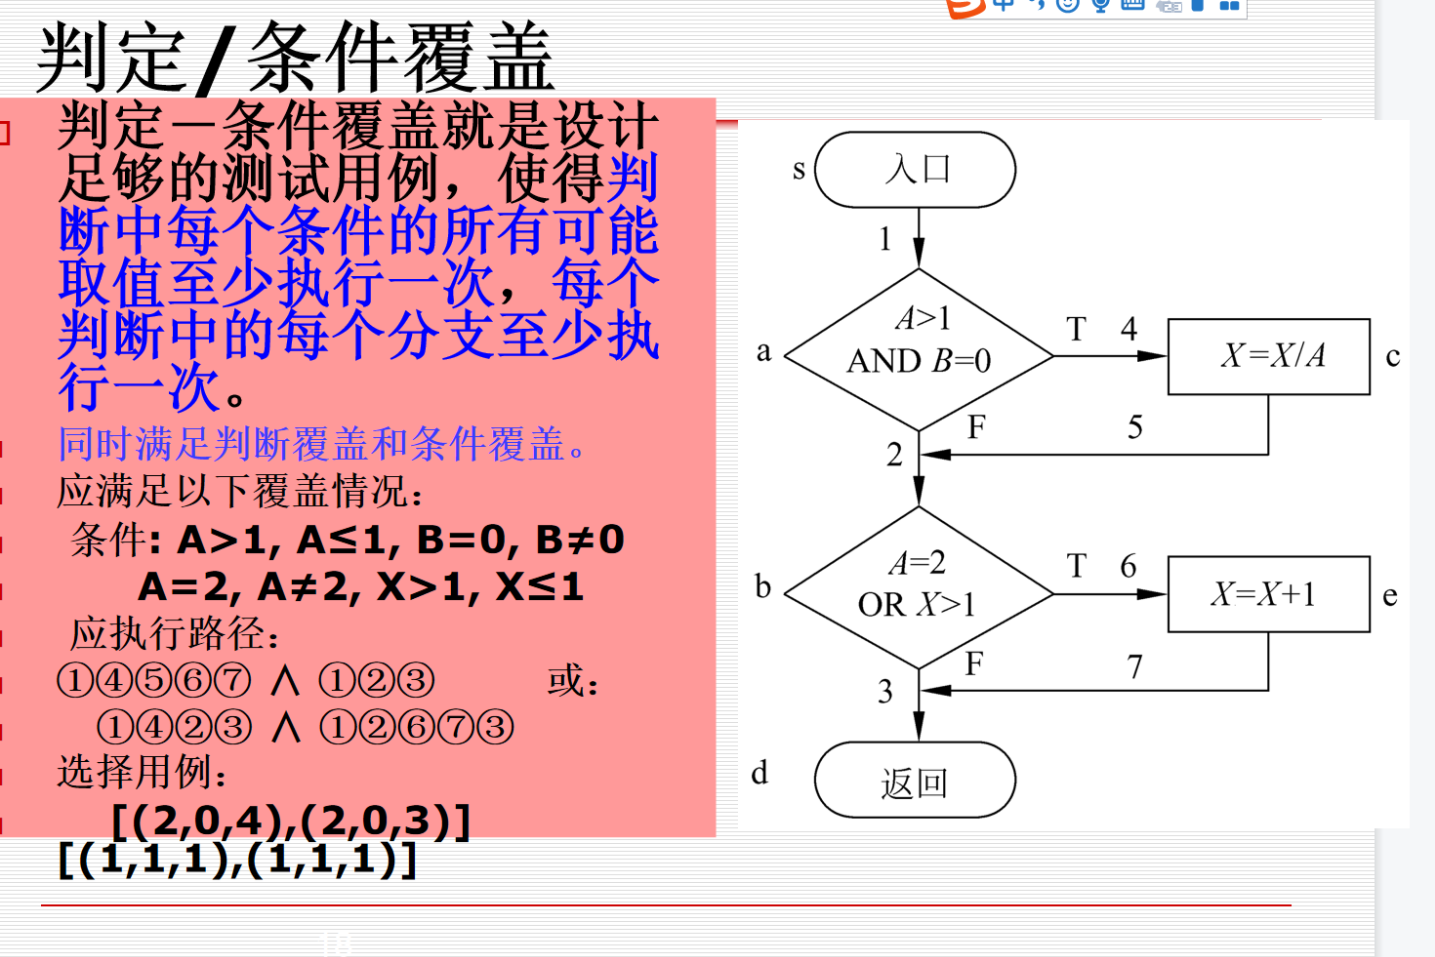 中
判定/条件覆盖
判定－条件覆盖就是设计
足够的测试用例，使得判
断中每个条件的所有可能
取值至少执行一次，每个
判断中的每个分支至少执
行一次。
同时满足判断覆盖和条件覆盖。
应满足以下覆盖情况：
条件: A>1, A≤1, B=0, B≠0
A=2, A≠2, X>1, X≤1
应执行路径：
①④⑤⑥⑦ ∧ ①②③ 或：
①④②③ ∧ ①②⑥⑦③
选择用例：
[(2,0,4),(2,0,3)]
[(1,1,1),(1,1,1)]
s
入口
1
a
A>1
AND B=0
T 4
X=X/A
c
F
5
2
b
A=2
OR X>1
T 6
X=X+1
e
F
7
3
d
返回
18